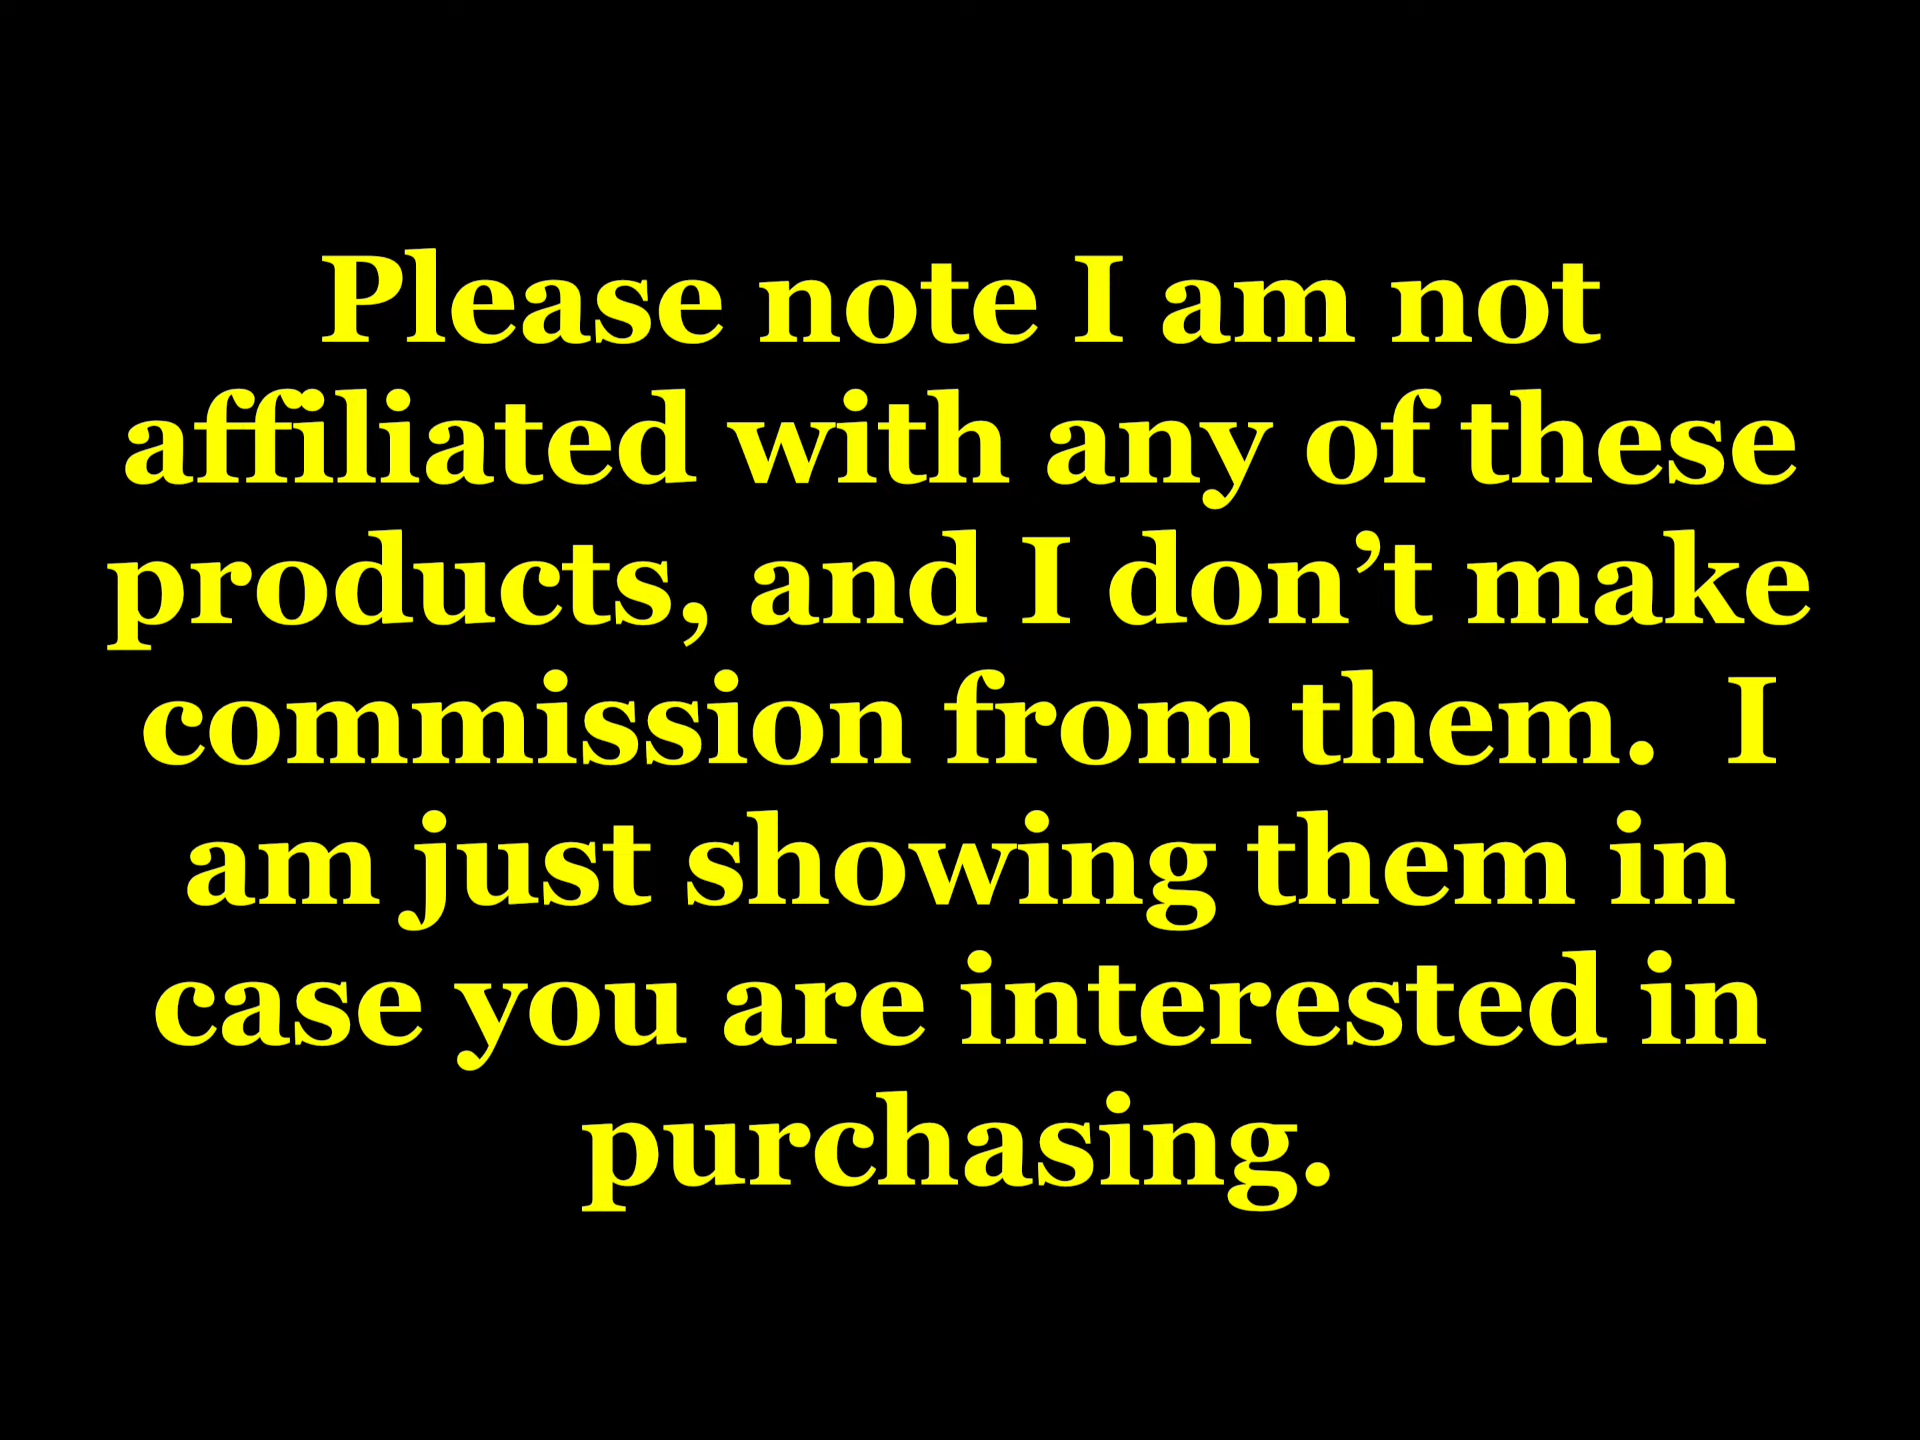 Please note I am not
affiliated with any of these
products, and I don’t make
commission from them.  I
am just showing them in
case you are interested in
purchasing.